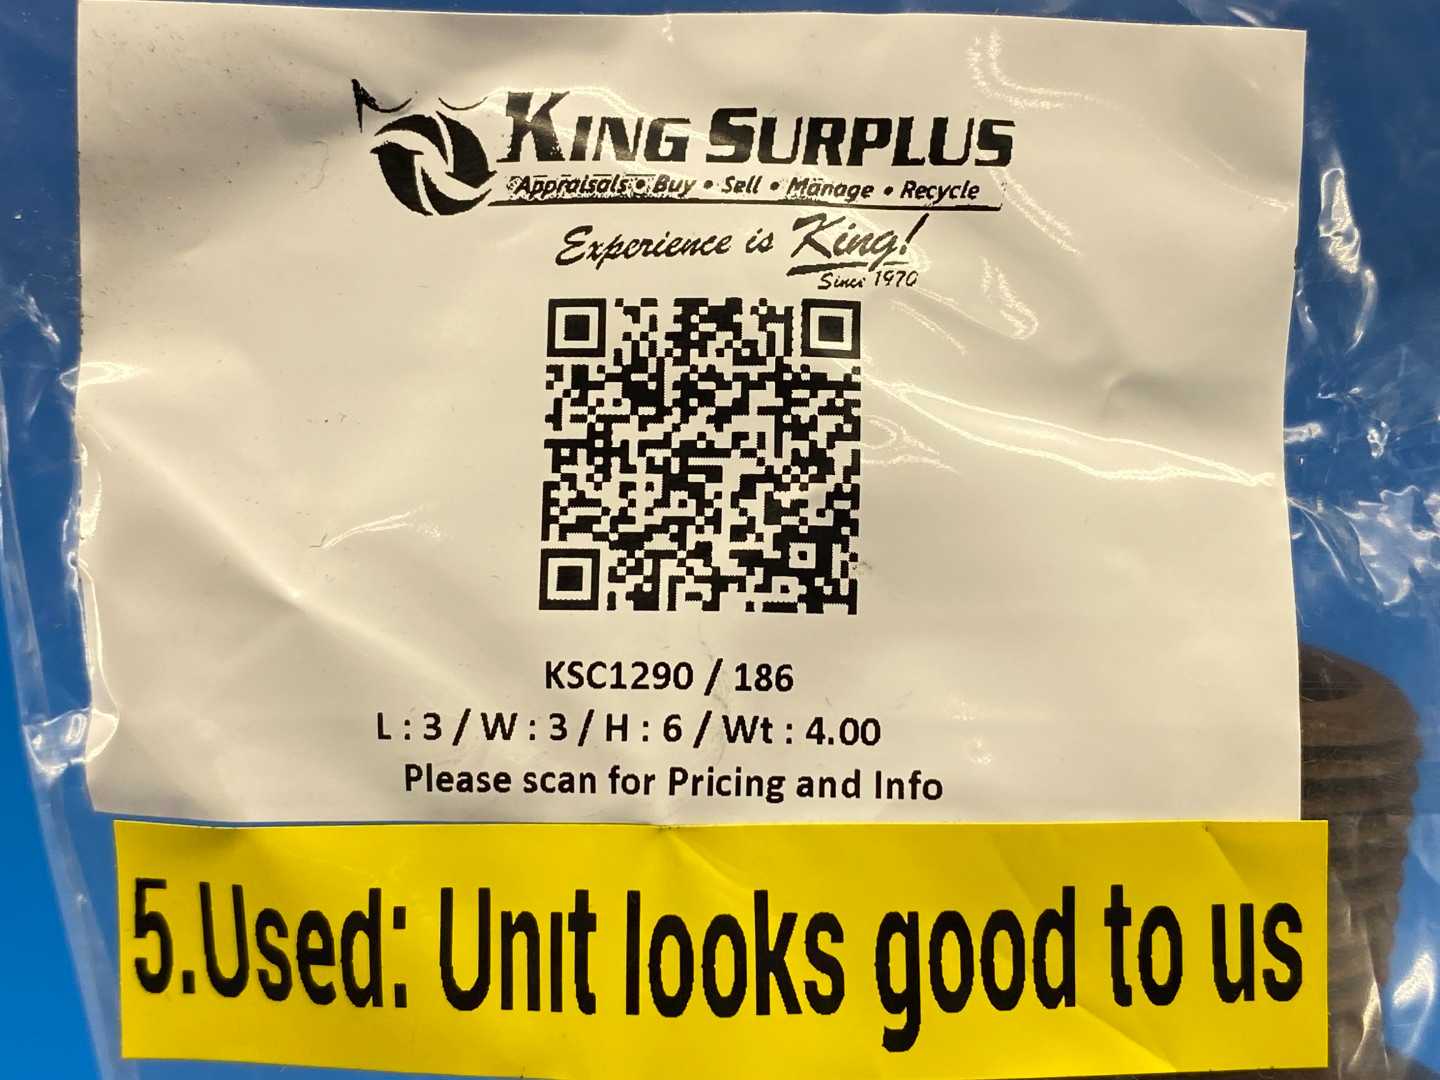 KING SURPLUS
Appraisals • Buy • Sell • Manage • Recycle
Experience is King!
Since 1970
KSC1290 / 186
L : 3 / W : 3 / H : 6 / Wt : 4.00
Please scan for Pricing and Info
5.Used: Unit looks good to us